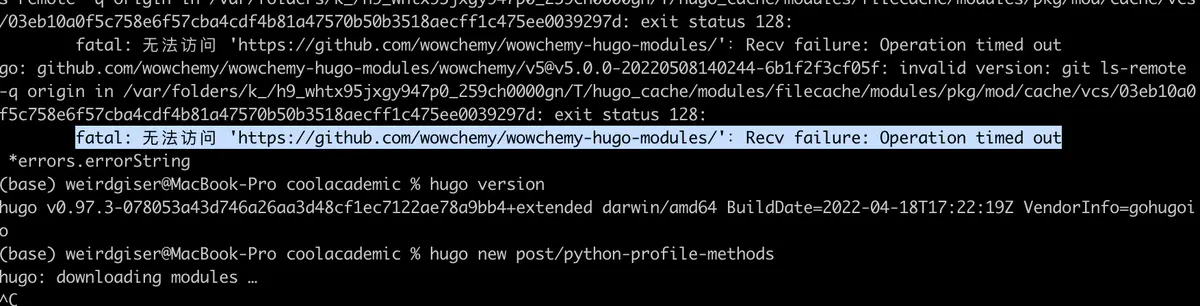 s-remote -q origin in /var/folders/k_/h9_whtx95jxgy947p0_259ch0000gn/T/hugo_cache/modules/filecache/modules/pkg/mod/cache/vcs
/03eb10a0f5c758e6f57cba4cdf4b81a47570b50b3518aecff1c475ee0039297d: exit status 128:
fatal: 无法访问 'https://github.com/wowchemy/wowchemy-hugo-modules/'：Recv failure: Operation timed out
go: github.com/wowchemy/wowchemy-hugo-modules/wowchemy/v5@v5.0.0-20220508140244-6b1f2f3cf05f: invalid version: git ls-remote
-q origin in /var/folders/k_/h9_whtx95jxgy947p0_259ch0000gn/T/hugo_cache/modules/filecache/modules/pkg/mod/cache/vcs/03eb10a0
f5c758e6f57cba4cdf4b81a47570b50b3518aecff1c475ee0039297d: exit status 128:
fatal: 无法访问 'https://github.com/wowchemy/wowchemy-hugo-modules/'：Recv failure: Operation timed out
*errors.errorString
(base) weirdgiser@MacBook-Pro coolacademic % hugo version
hugo v0.97.3-078053a43d746a26aa3d48cf1ec7122ae78a9bb4+extended darwin/amd64 BuildDate=2022-04-18T17:22:19Z VendorInfo=gohugoi
o
(base) weirdgiser@MacBook-Pro coolacademic % hugo new post/python-profile-methods
hugo: downloading modules …
^C